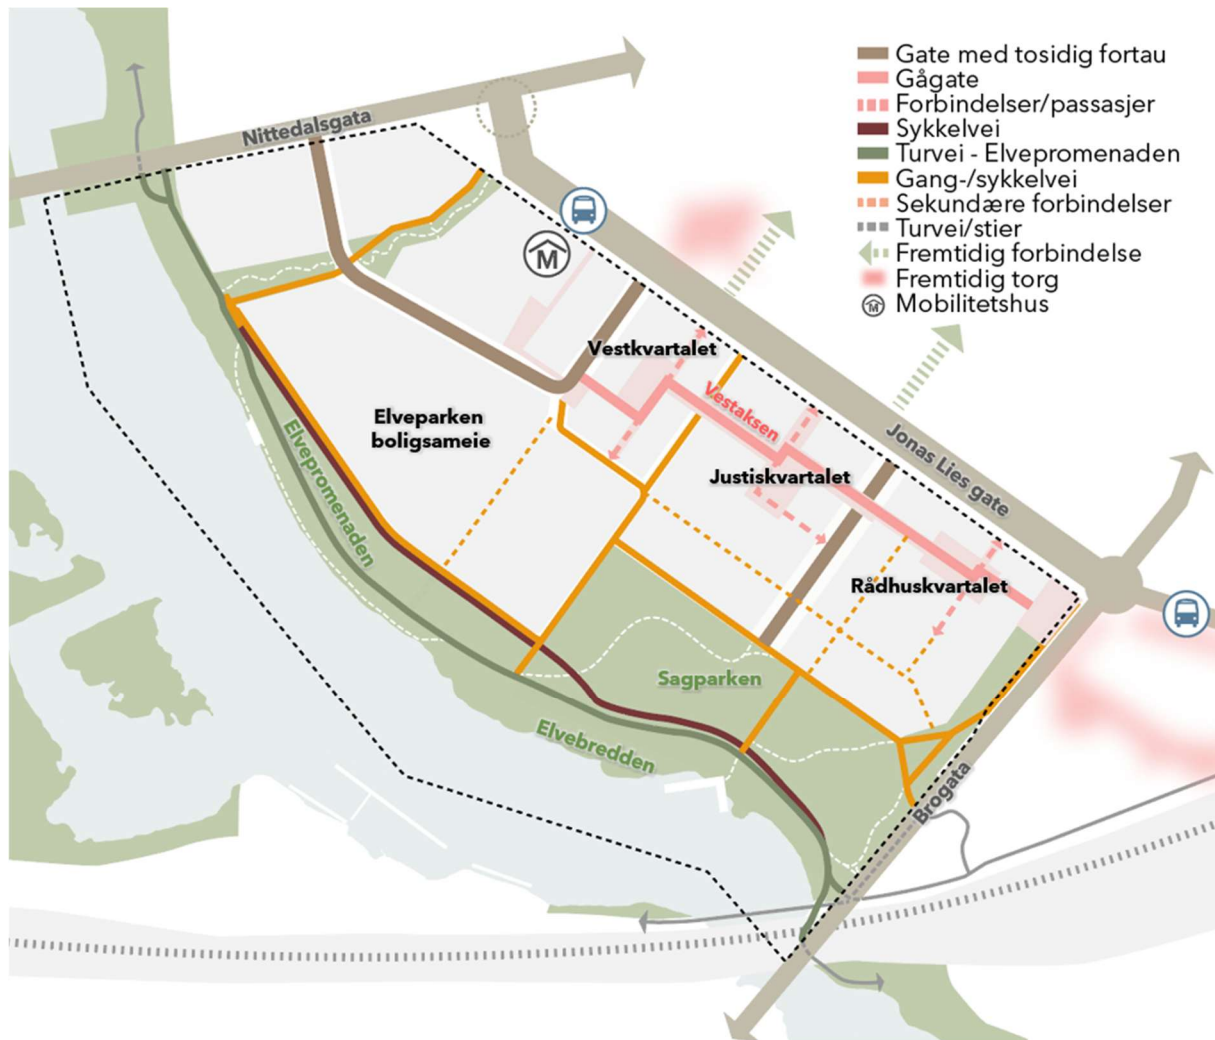 Gate med tosidig fortau
Gågate
Forbindelser/passasjer
Sykkelvei
Turvei - Elvepromenaden
Gang-/sykkelvei
Sekundære forbindelser
Turvei/stier
Fremtidig forbindelse
Fremtidig torg
M
Mobilitetshus
Nittedalsgata
M
Vestkvartalet
Vestaksen
Elveparken
boligsameie
Elvepromenaden
Justiskvartalet
Jonas Lies gate
Rådhuskvartalet
Sagparken
Elvebredden
Brogata